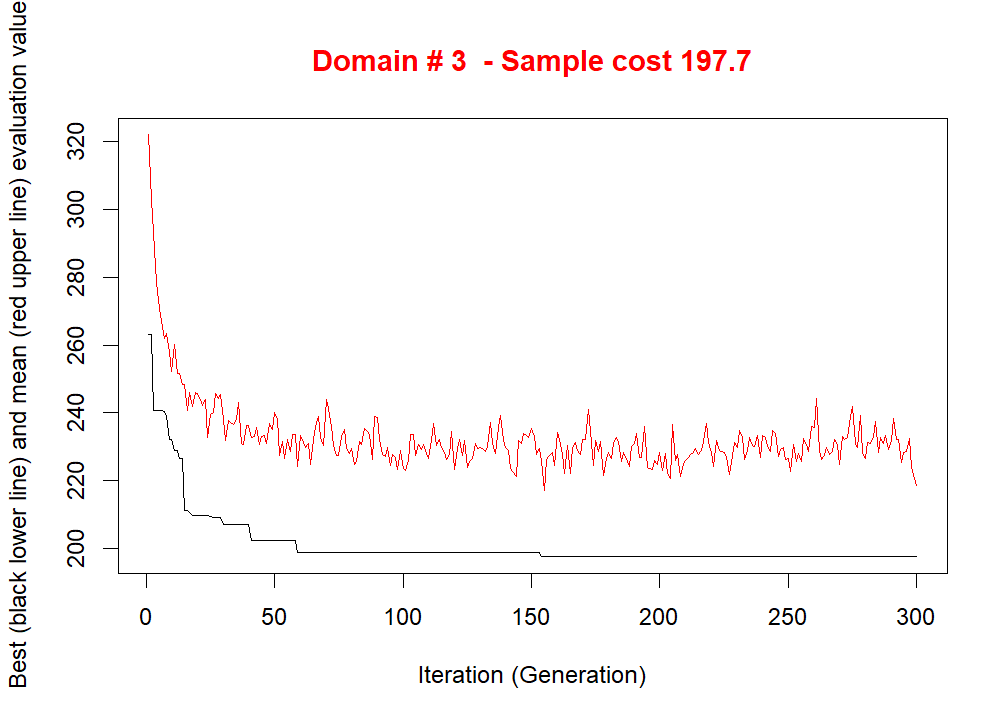 Domain # 3  - Sample cost 197.7
Best (black lower line) and mean (red upper line) evaluation value
320
300
280
260
240
220
200
0 50 100 150 200 250 300
Iteration (Generation)